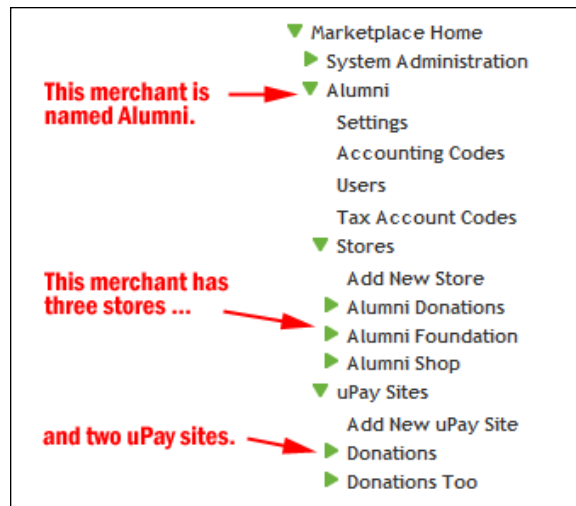 Marketplace Home
System Administration
This merchant is
named Alumni.
Alumni
Settings
Accounting Codes
Users
Tax Account Codes
Stores
This merchant has
three stores ...
Add New Store
Alumni Donations
Alumni Foundation
Alumni Shop
uPay Sites
and two uPay sites.
Add New uPay Site
Donations
Donations Too